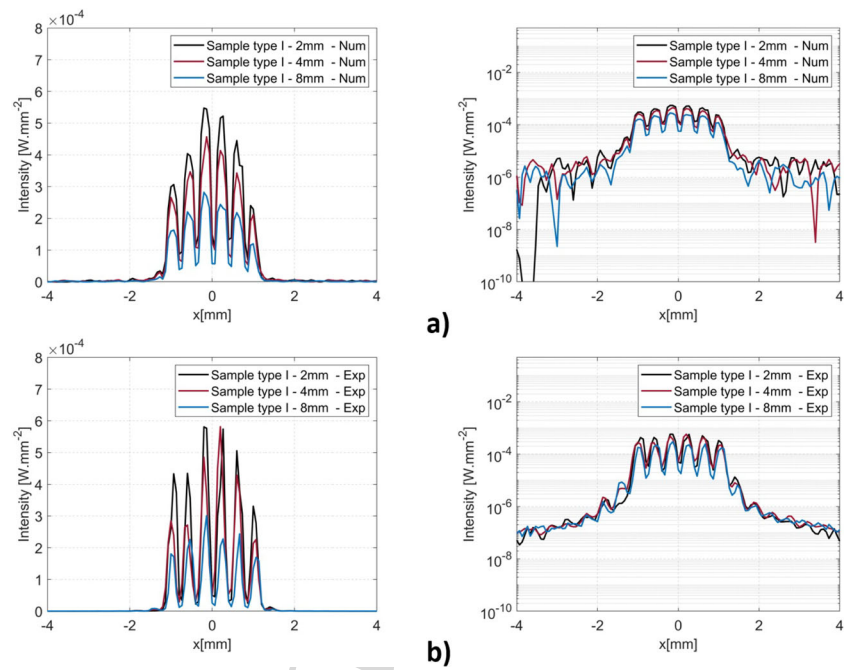 ×10⁻⁴
Sample type I - 2mm - Num
Sample type I - 4mm - Num
Sample type I - 8mm - Num
Intensity [W.mm⁻²]
8
7
6
5
4
3
2
1
0
-4
-2
0
2
4
x[mm]
Sample type I - 2mm - Num
Sample type I - 4mm - Num
Sample type I - 8mm - Num
Intensity [W.mm⁻²]
10⁻²
10⁻⁴
10⁻⁶
10⁻⁸
10⁻¹⁰
-4
-2
0
2
4
x[mm]
a)
×10⁻⁴
Sample type I - 2mm - Exp
Sample type I - 4mm - Exp
Sample type I - 8mm - Exp
Intensity [W.mm⁻²]
8
7
6
5
4
3
2
1
0
-4
-2
0
2
4
x[mm]
Sample type I - 2mm - Exp
Sample type I - 4mm - Exp
Sample type I - 8mm - Exp
Intensity [W.mm⁻²]
10⁻²
10⁻⁴
10⁻⁶
10⁻⁸
10⁻¹⁰
-4
-2
0
2
4
x[mm]
b)